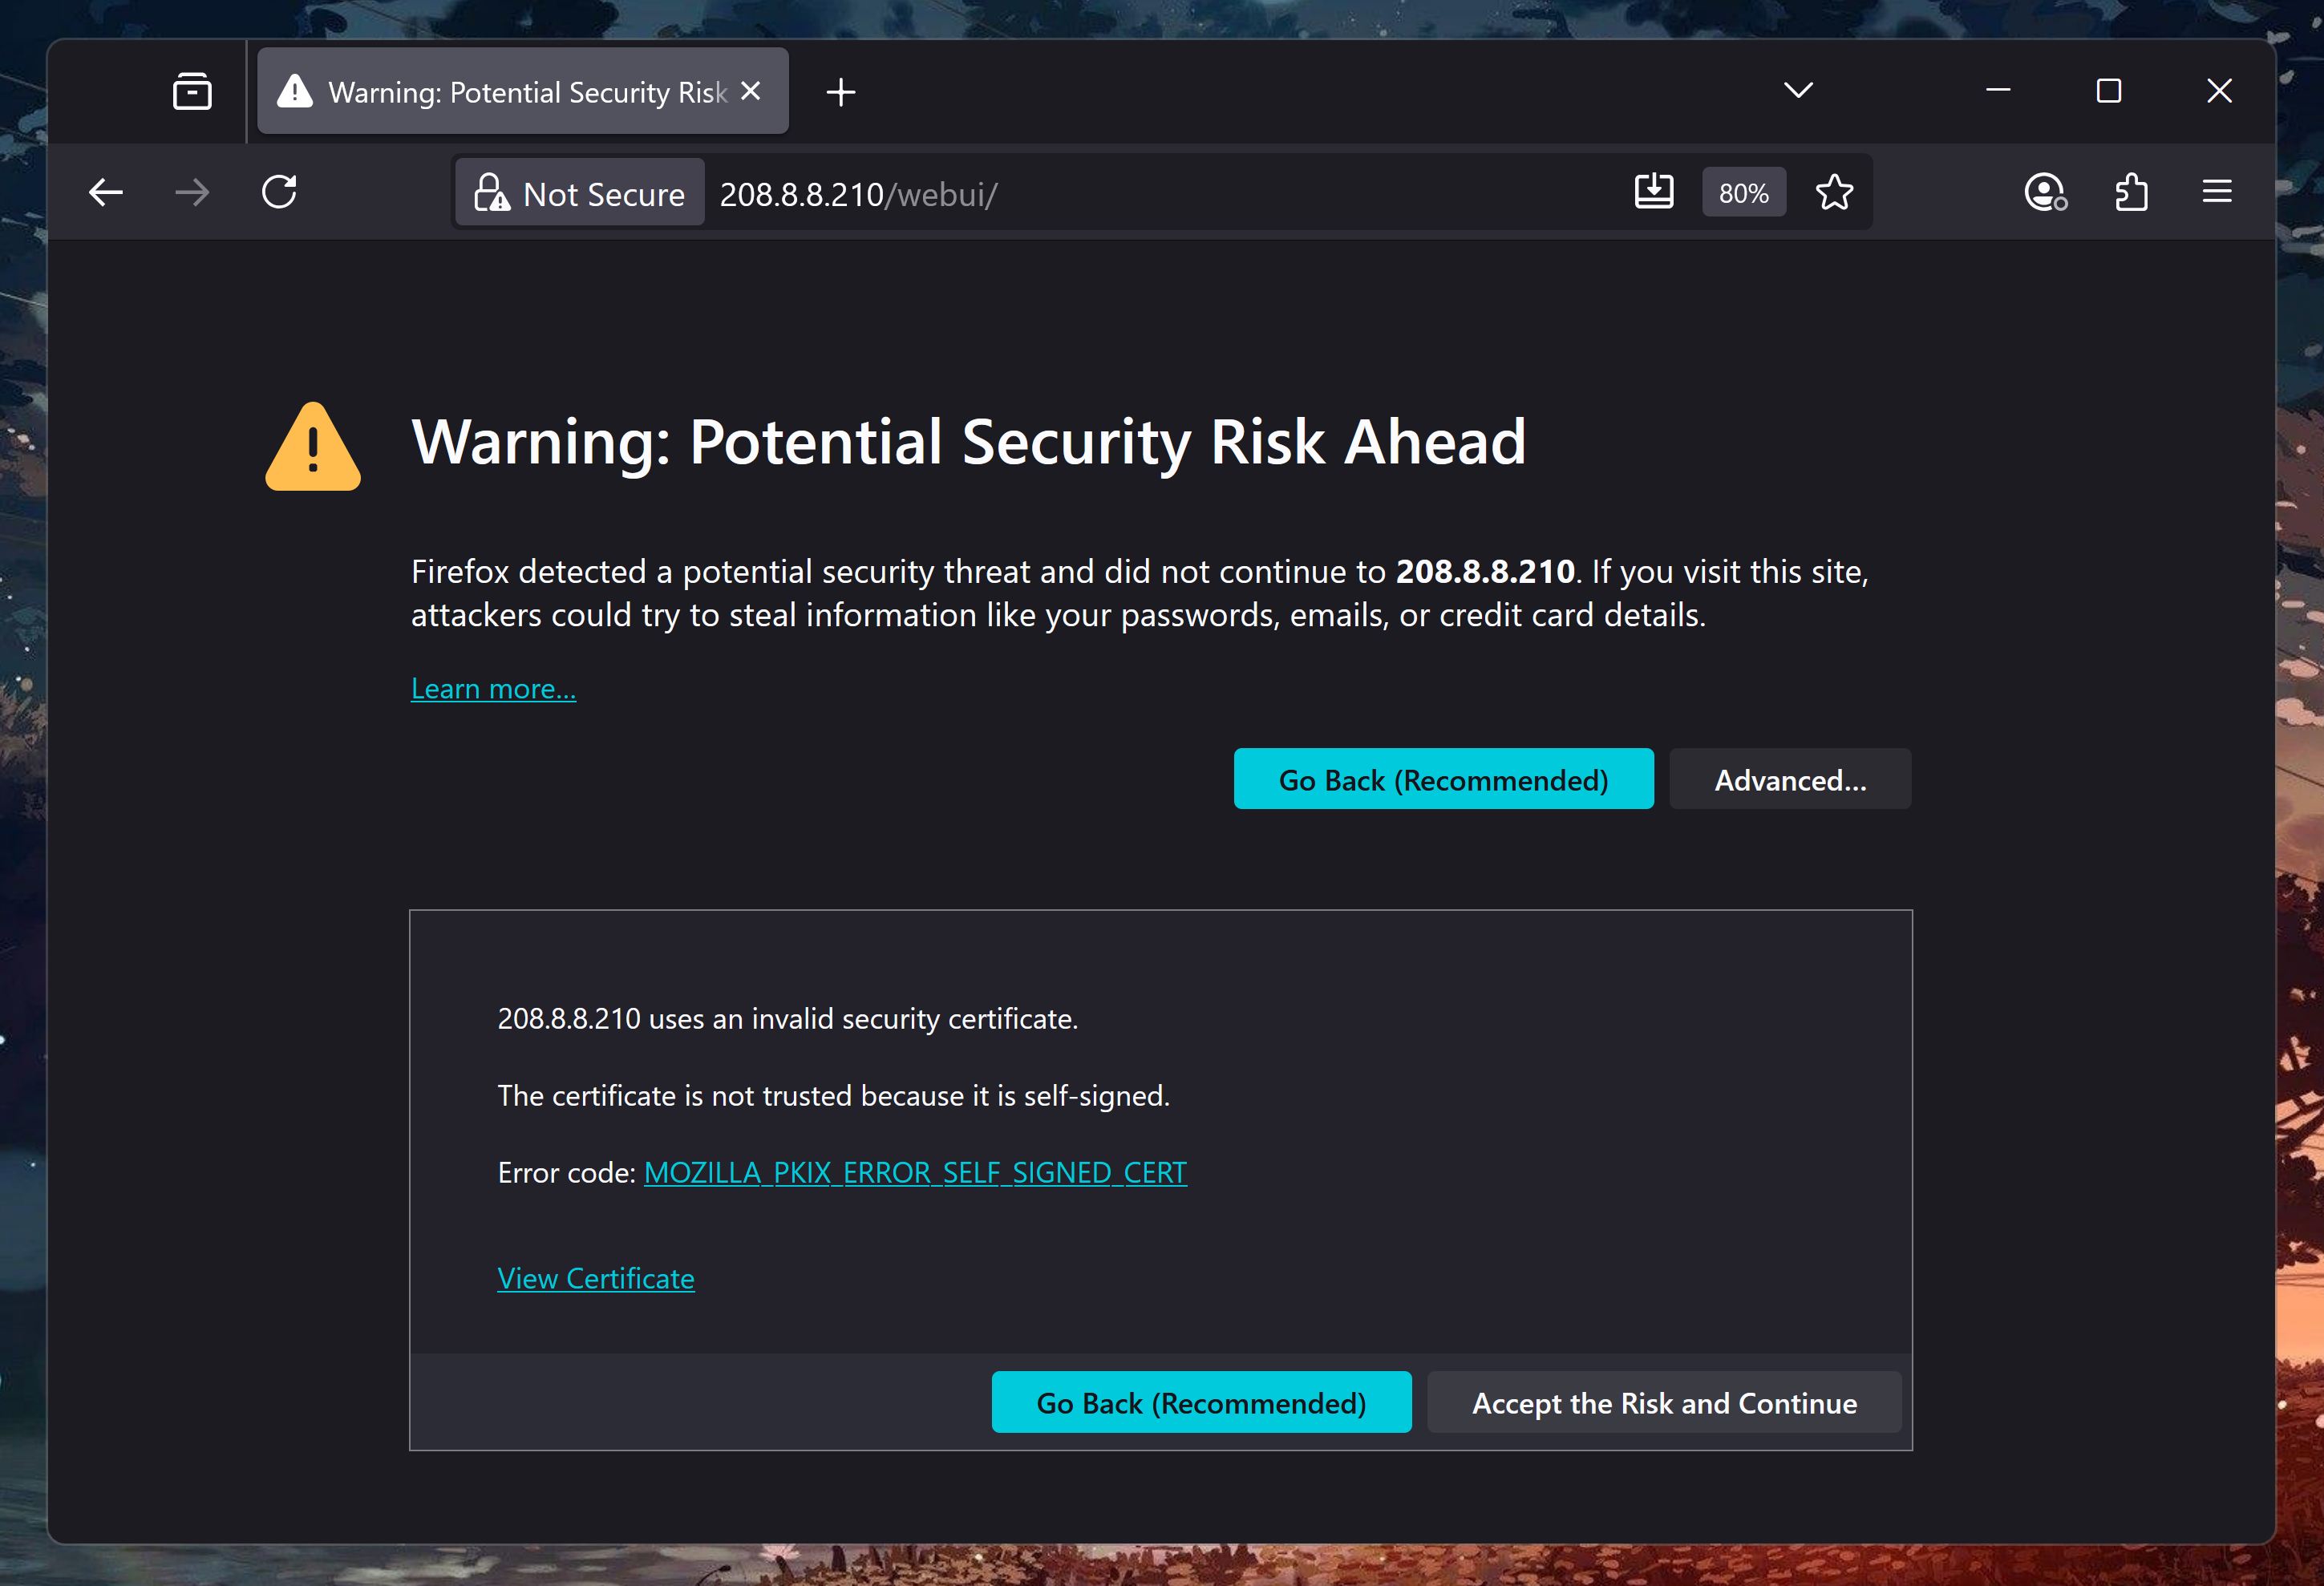 Warning: Potential Security Risk
Not Secure 208.8.8.210/webui/ 80%
Warning: Potential Security Risk Ahead
Firefox detected a potential security threat and did not continue to 208.8.8.210. If you visit this site,
attackers could try to steal information like your passwords, emails, or credit card details.
Learn more...
Go Back (Recommended) Advanced...
208.8.8.210 uses an invalid security certificate.
The certificate is not trusted because it is self-signed.
Error code: MOZILLA_PKIX_ERROR_SELF_SIGNED_CERT
View Certificate
Go Back (Recommended) Accept the Risk and Continue